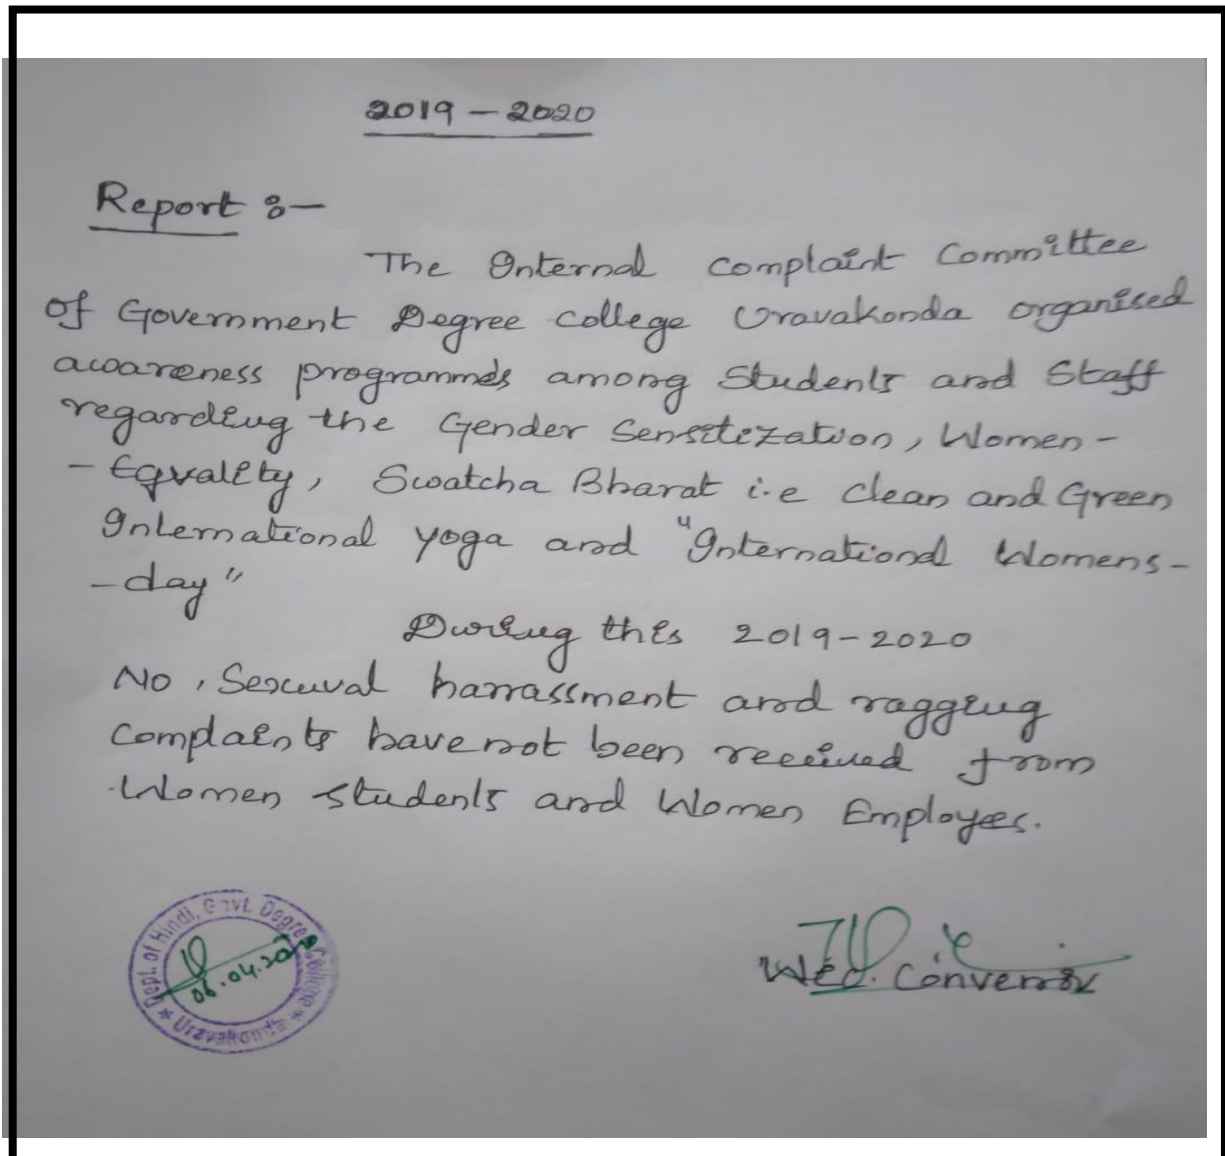 2019 - 2020
Report :-
The Internal complaint Committee
of Government Degree college Uravakonda organised
awareness programmes among Students and Staff
regarding the Gender Sensitization, Women -
- Equality, Swatcha Bharat i.e clean and Green
International yoga and "International Womens -
- day"
During this 2019-2020
No, Sexuval harrassment and ragging
complaints have not been received from
Women students and Women Employees.
Dept. of Hindi, Govt. Degree College
* Uravakonda *
06.04.2020
WEC. Convenor